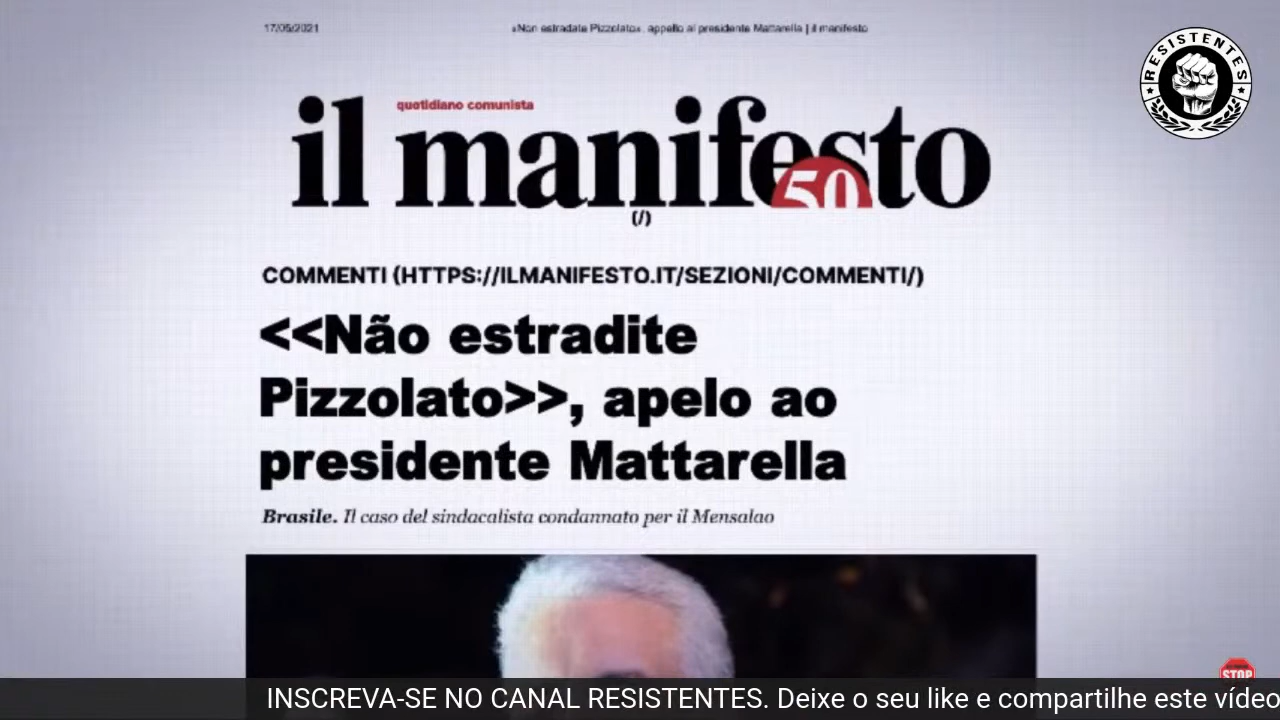 17/05/2021 «Non estradate Pizzolato», appello al presidente Mattarella | il manifesto
RESISTENTES
quotidiano comunista
il manifesto
50
(/)
COMMENTI (HTTPS://ILMANIFESTO.IT/SEZIONI/COMMENTI/)
<<Não estradite
Pizzolato>>, apelo ao
presidente Mattarella
Brasile. Il caso del sindacalista condannato per il Mensalao
STOP
INSCREVA-SE NO CANAL RESISTENTES. Deixe o seu like e compartilhe este vídeo